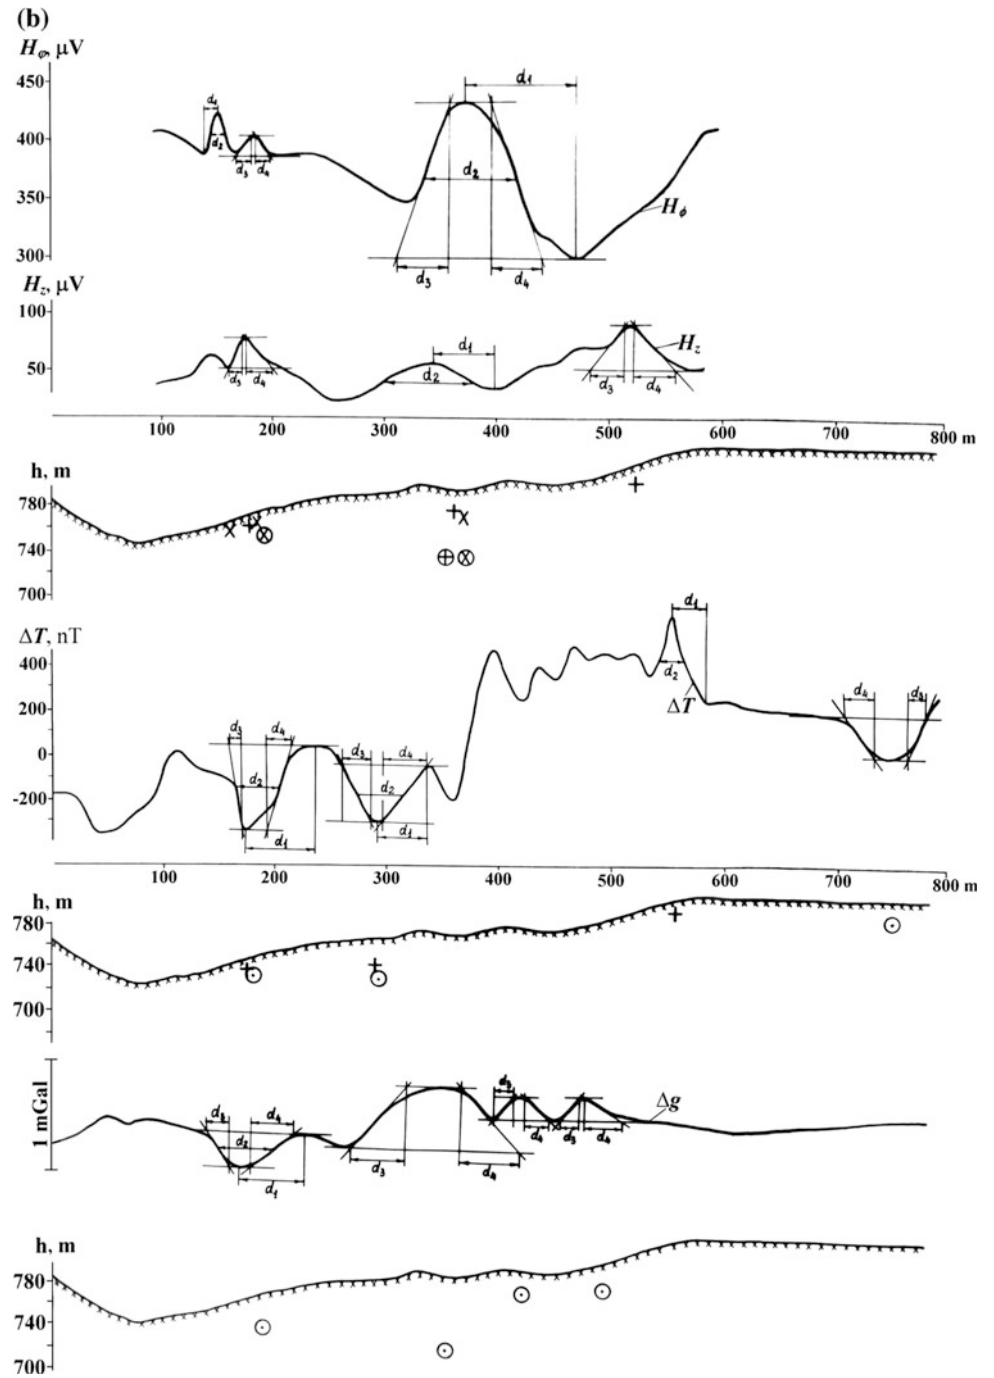 (b)
Hφ, μV
450
400
350
300
d1
d2
d3 d4
d1
d2
d3 d4
Hϕ
Hz, μV
100
50
d3 d4
d1
d2
d3 d4
Hz
100 200 300 400 500 600 700 800 m
h, m
780
740
700
ΔT, nT
400
200
0
-200
d3 d4
d2
d1
d3 d4
d2
d1
d1
d2
ΔT
d4 d3
100 200 300 400 500 600 700 800 m
h, m
780
740
700
1 mGal
d3 d4
d2
d1
d3 d4
d3
d4 d3 d4
Δg
h, m
780
740
700